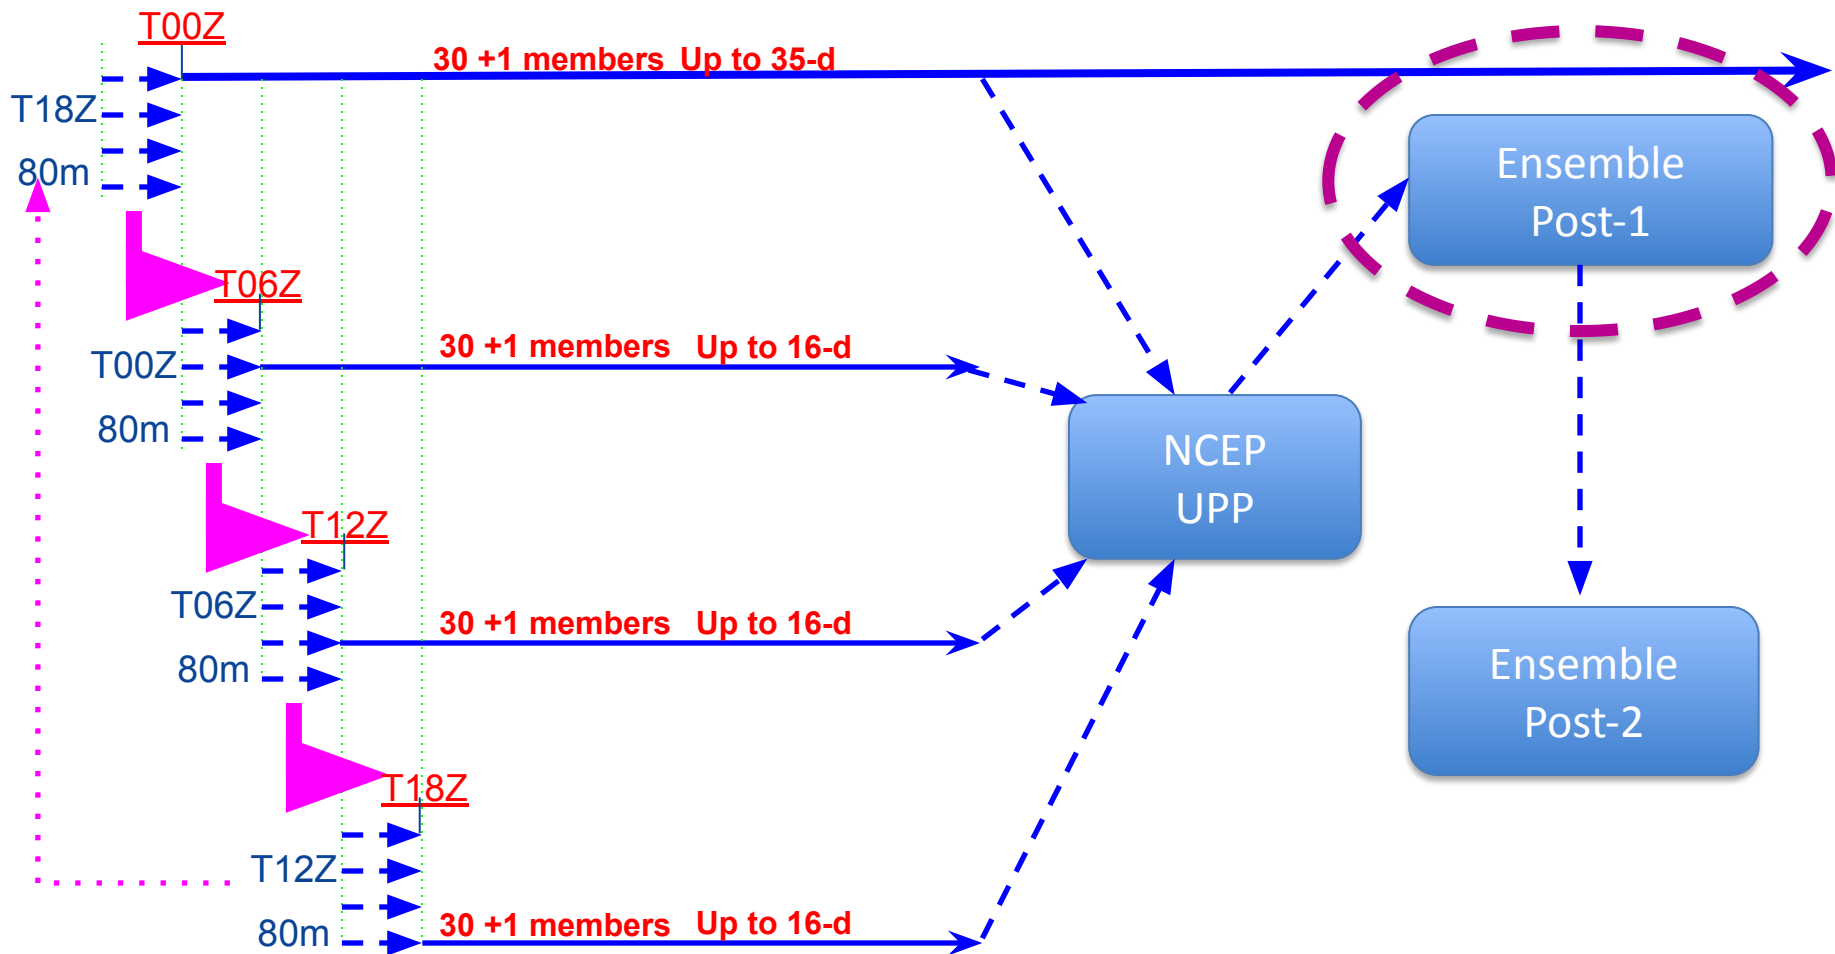 T00Z
30 +1 members Up to 35-d
T18Z
80m
Ensemble
Post-1
T06Z
30 +1 members Up to 16-d
T00Z
80m
NCEP
UPP
T12Z
T06Z
30 +1 members Up to 16-d
80m
Ensemble
Post-2
T18Z
T12Z
30 +1 members Up to 16-d
80m